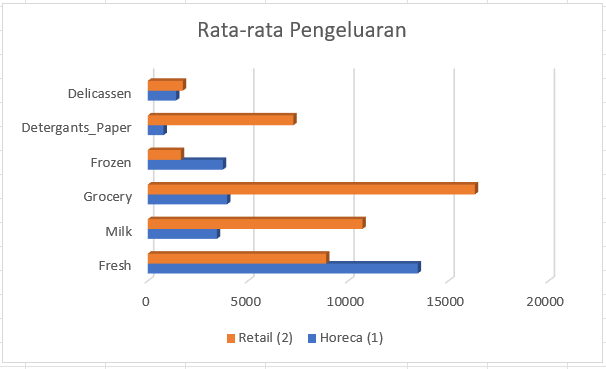 Rata-rata Pengeluaran
Delicassen
Detergants_Paper
Frozen
Grocery
Milk
Fresh
0 5000 10000 15000 20000
Retail (2) Horeca (1)